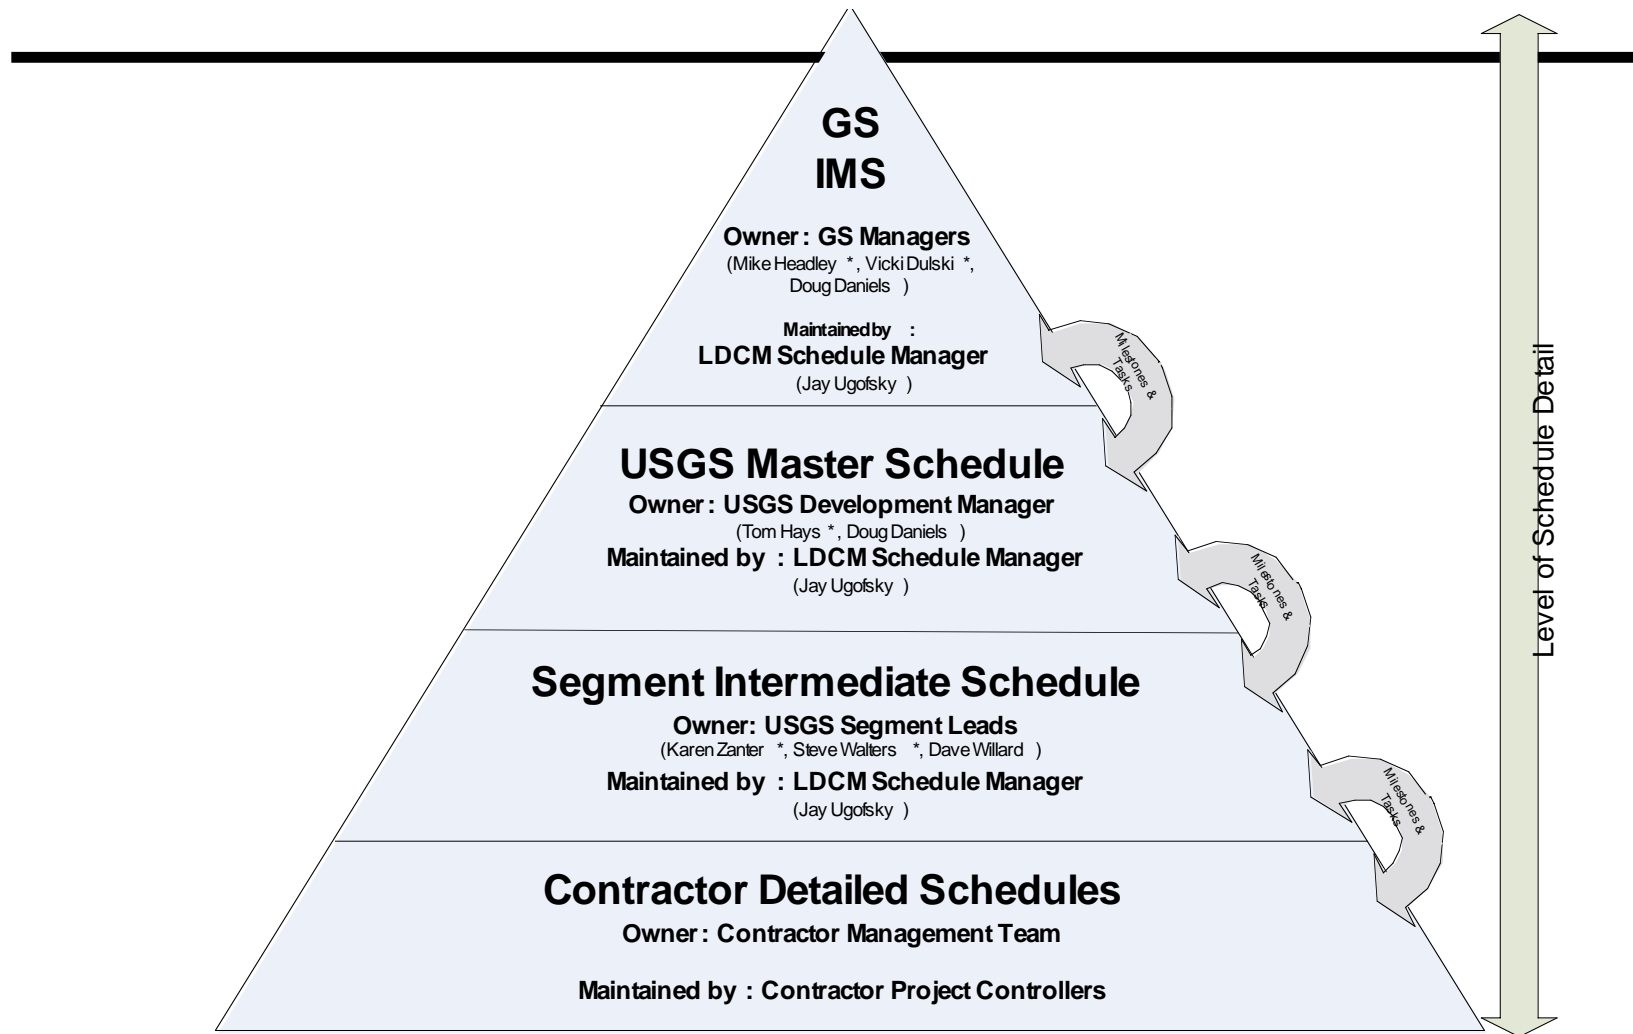 GS
IMS
Owner: GS Managers
(Mike Headley *, Vicki Dulski *,
Doug Daniels )
Maintained by :
LDCM Schedule Manager
(Jay Ugofsky )
Milestones &
Tasks
USGS Master Schedule
Owner: USGS Development Manager
(Tom Hays *, Doug Daniels )
Maintained by : LDCM Schedule Manager
(Jay Ugofsky )
Milestones &
Tasks
Segment Intermediate Schedule
Owner: USGS Segment Leads
(Karen Zanter *, Steve Walters *, Dave Willard )
Maintained by : LDCM Schedule Manager
(Jay Ugofsky )
Milestones &
Tasks
Contractor Detailed Schedules
Owner: Contractor Management Team
Maintained by : Contractor Project Controllers
Level of Schedule Detail